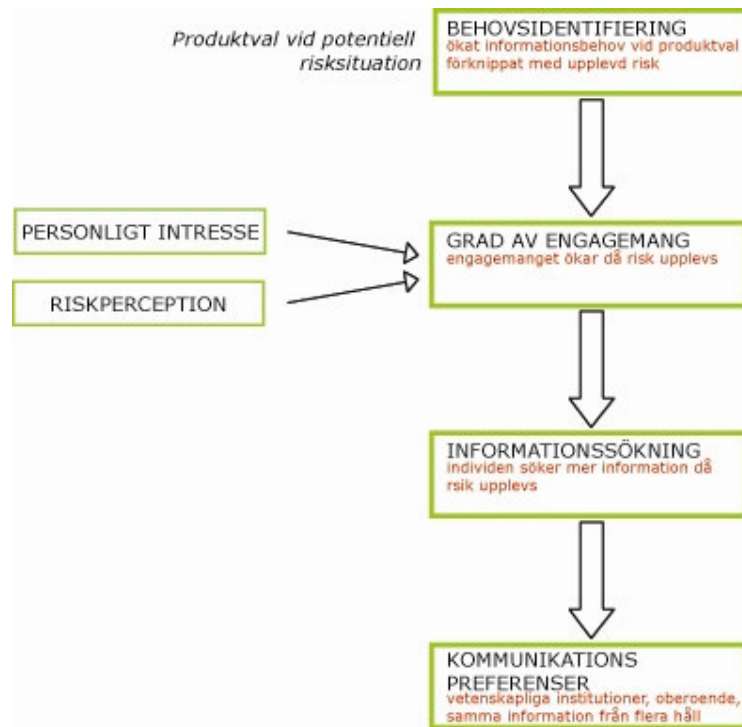 Produktval vid potentiell
risksituation
BEHOVSIDENTIFIERING
ökat informationsbehov vid produktval
förknippat med upplevd risk
PERSONLIGT INTRESSE
RISKPERCEPTION
GRAD AV ENGAGEMANG
engagemanget ökar då risk upplevs
INFORMATIONSSÖKNING
individen söker mer information då
rsik upplevs
KOMMUNIKATIONS
PREFERENSER
vetenskapliga institutioner, oberoende,
samma information från flera håll